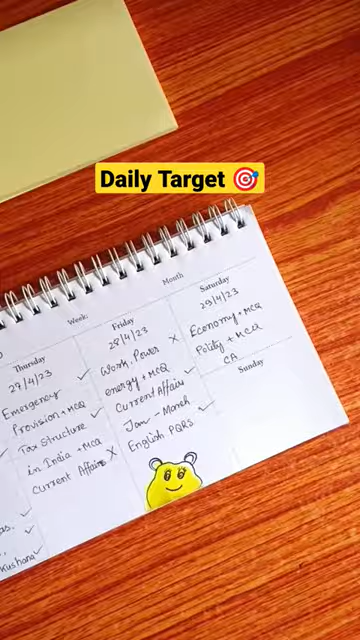 Daily Target 🎯
Week:
Month
Thursday
27/4/23
Emergency
Provision + MCQ
Tax Structure
in India + MCQ
Current Affairs X
Friday
28/4/23
Work, Power X
energy + MCQ
Current Affairs
Jan - March
English PQRS
Saturday
29/4/23
Economy + MCQ
Polity + MCQ
CA
Sunday
Kushana